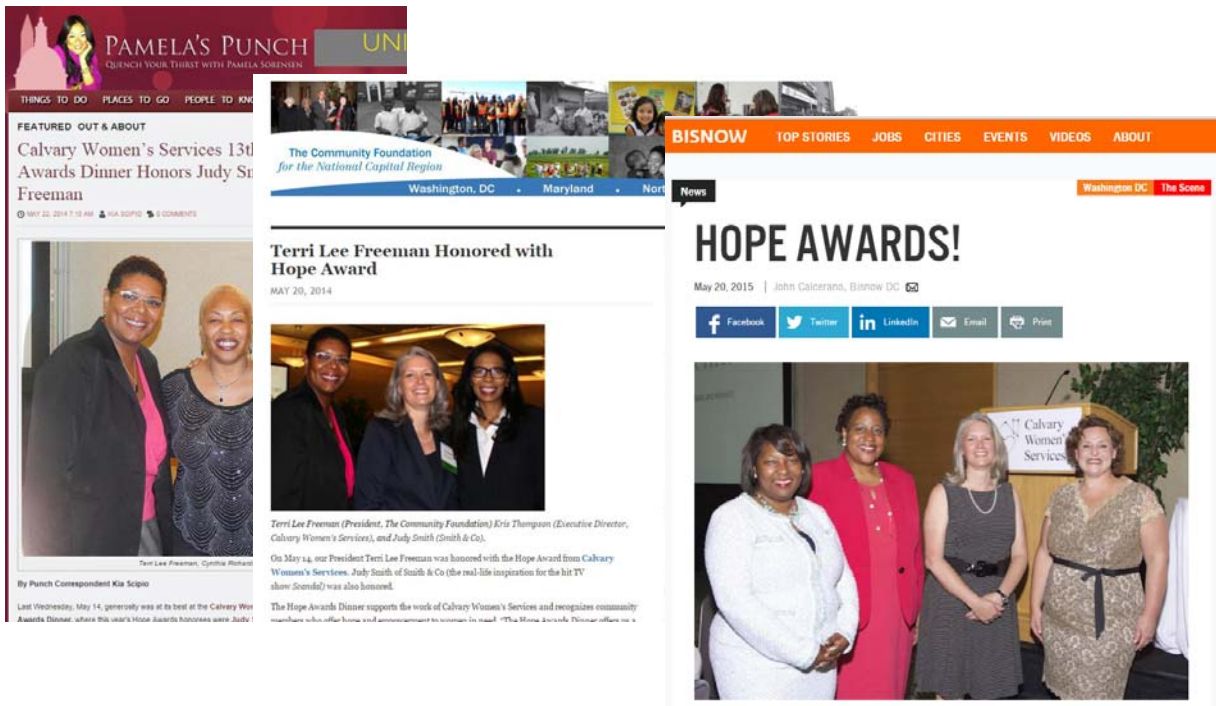 PAMELA'S PUNCH
QUENCH YOUR THIRST WITH PAMELA SORENSEN
UNI
THINGS TO DO PLACES TO GO PEOPLE TO KNO
FEATURED OUT & ABOUT
Calvary Women's Services 13th
Awards Dinner Honors Judy Sm
Freeman
MAY 22, 2014 7:10 AM KIA SCIPIO 0 COMMENTS
Terri Lee Freeman, Cynthia Richard
By Punch Correspondent Kia Scipio
Last Wednesday, May 14, generosity was at its best at the Calvary Wo
Awards Dinner, where this year's Hope Awards honorees were Judy
The Community Foundation
for the National Capital Region
Washington, DC • Maryland • Nort
Terri Lee Freeman Honored with
Hope Award
MAY 20, 2014
Terri Lee Freeman (President, The Community Foundation) Kris Thompson (Executive Director,
Calvary Women's Services), and Judy Smith (Smith & Co).
On May 14, our President Terri Lee Freeman was honored with the Hope Award from Calvary
Women's Services. Judy Smith of Smith & Co (the real-life inspiration for the hit TV
show Scandal) was also honored.
The Hope Awards Dinner supports the work of Calvary Women's Services and recognizes community
members who offer hope and empowerment to women in need. "The Hope Awards Dinner offers us a
BISNOW TOP STORIES JOBS CITIES EVENTS VIDEOS ABOUT
News
Washington DC The Scene
HOPE AWARDS!
May 20, 2015 | John Calcerano, Bisnow DC
Facebook Twitter LinkedIn Email Print
Calvary
Women's
Services